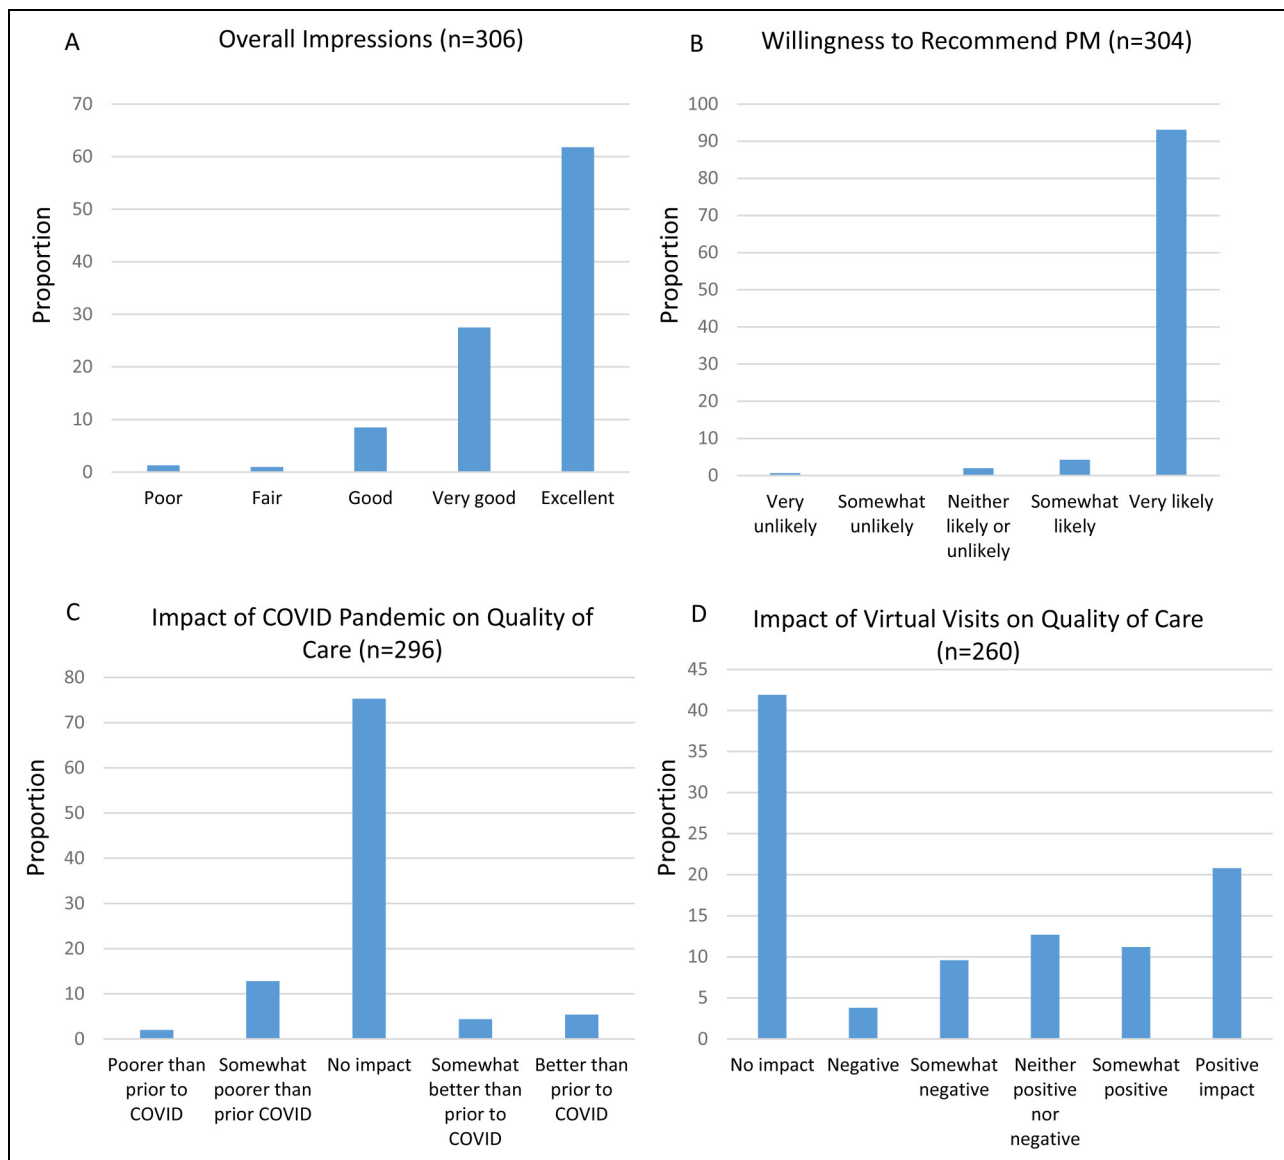 A
Overall Impressions (n=306)
Proportion
70
60
50
40
30
20
10
0
Poor
Fair
Good
Very good
Excellent
B
Willingness to Recommend PM (n=304)
Proportion
100
90
80
70
60
50
40
30
20
10
0
Very
unlikely
Somewhat
unlikely
Neither
likely or
unlikely
Somewhat
likely
Very likely
C
Impact of COVID Pandemic on Quality of
Care (n=296)
Proportion
80
70
60
50
40
30
20
10
0
Poorer than
prior to
COVID
Somewhat
poorer than
prior COVID
No impact
Somewhat
better than
prior to
COVID
Better than
prior to
COVID
D
Impact of Virtual Visits on Quality of Care
(n=260)
Proportion
45
40
35
30
25
20
15
10
5
0
No impact
Negative
Somewhat
negative
Neither
positive
nor
negative
Somewhat
positive
Positive
impact